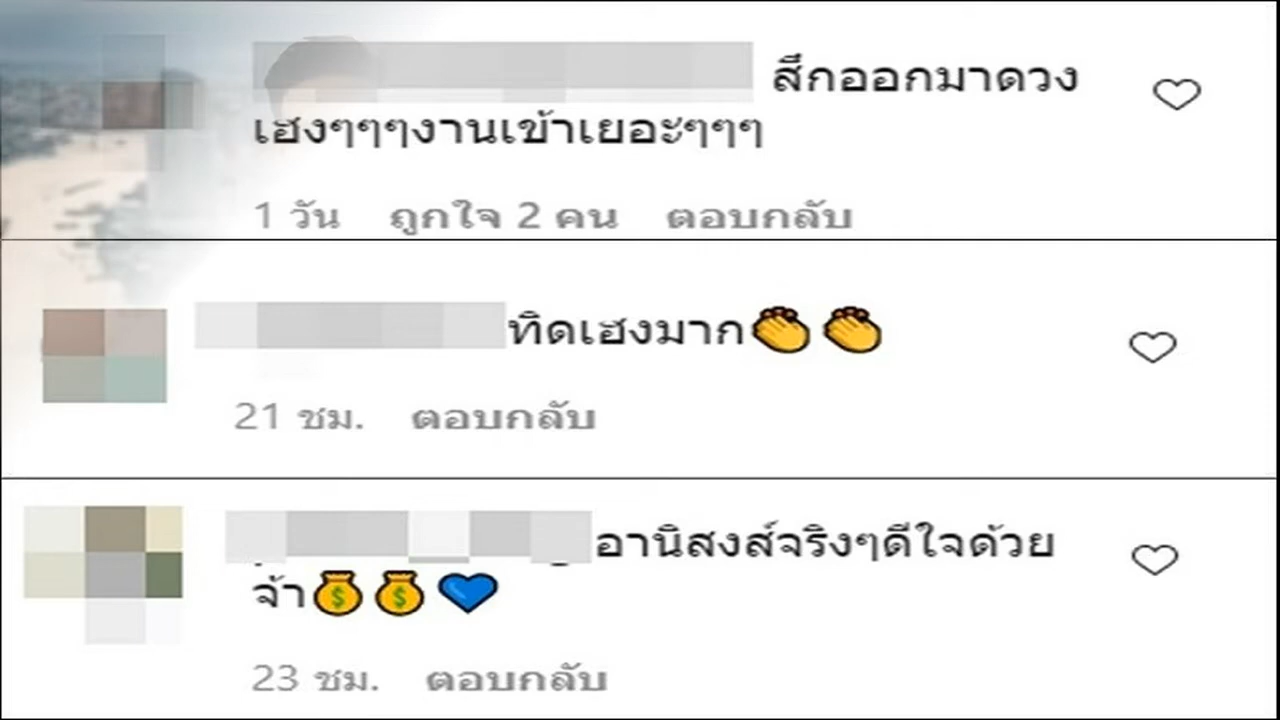 สึกออกมาดวง
เฮงๆๆๆงานเข้าเยอะๆๆๆ
1 วัน ถูกใจ 2 คน ตอบกลับ
ทิดเฮงมาก👏👏
21 ชม. ตอบกลับ
อานิสงส์จริงๆดีใจด้วย
จ้า💰💰💙
23 ชม. ตอบกลับ